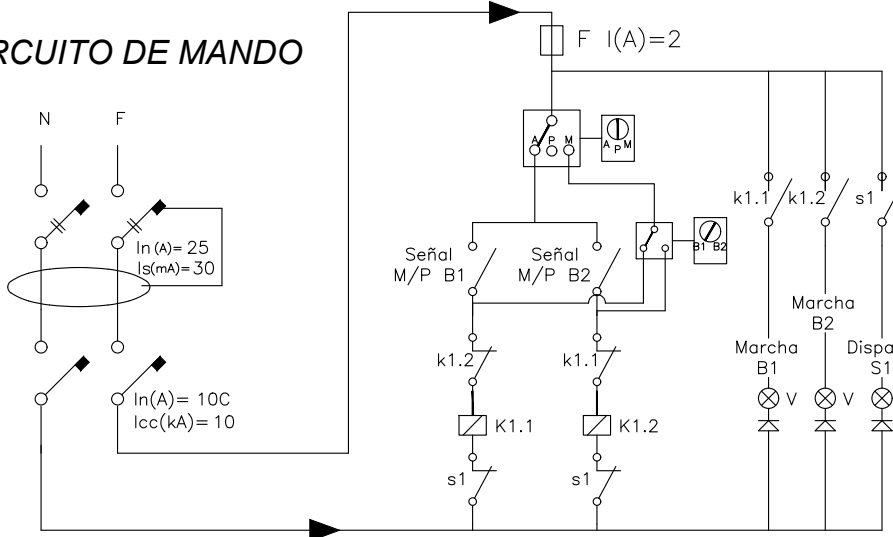 RCUITO DE MANDO
F I(A)=2
N F
A P M
A P M
In(A)=25
Is(mA)=30
Señal
M/P B1
Señal
M/P B2
B1 B2
k1.1
k1.2
s1
k1.2
k1.1
Marcha
B2
Marcha
B1
Dispa
S1
In(A)=10C
Icc(kA)=10
K1.1
K1.2
V
V
s1
s1